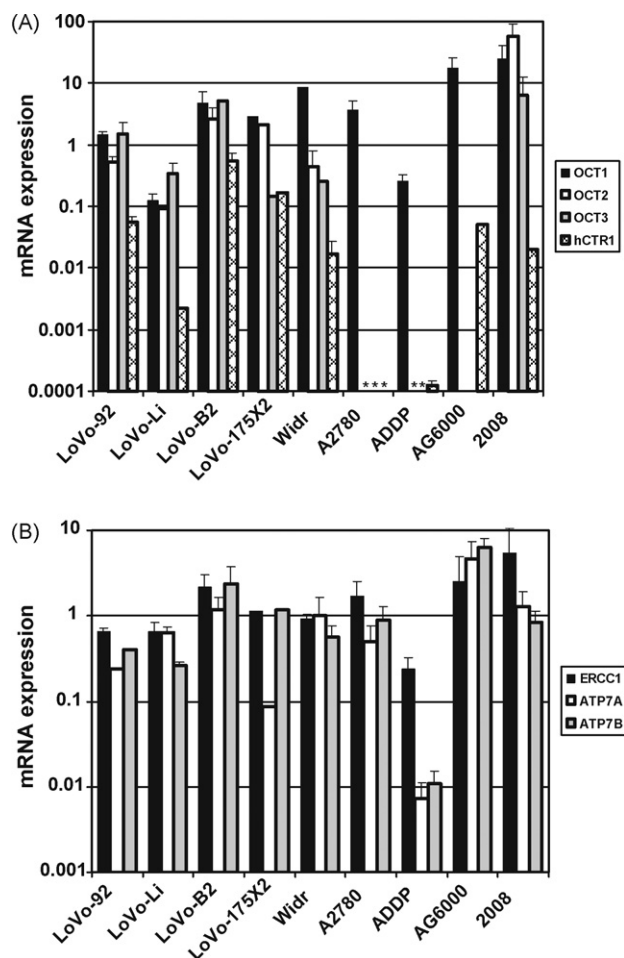 (A)
100
10
1
0.1
0.01
0.001
0.0001
mRNA expression
OCT1
OCT2
OCT3
hCTR1
***
**
LoVo-92
LoVo-Li
LoVo-B2
LoVo-175X2
Widr
A2780
ADDP
AG6000
2008
(B)
10
1
0.1
0.01
0.001
mRNA expression
ERCC1
ATP7A
ATP7B
LoVo-92
LoVo-Li
LoVo-B2
LoVo-175X2
Widr
A2780
ADDP
AG6000
2008